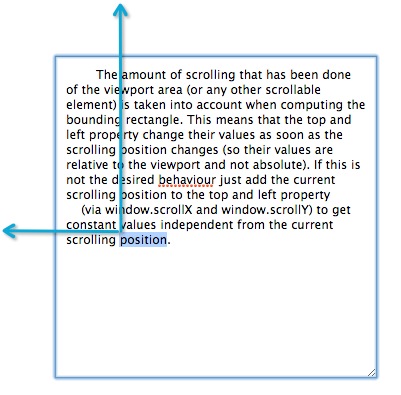 The amount of scrolling that has been done
of the viewport area (or any other scrollable
element) is taken into account when computing the
bounding rectangle. This means that the top and
left property change their values as soon as the
scrolling position changes (so their values are
relative to the viewport and not absolute). If this is
not the desired behaviour just add the current
scrolling position to the top and left property
(via window.scrollX and window.scrollY) to get
constant values independent from the current
scrolling position.